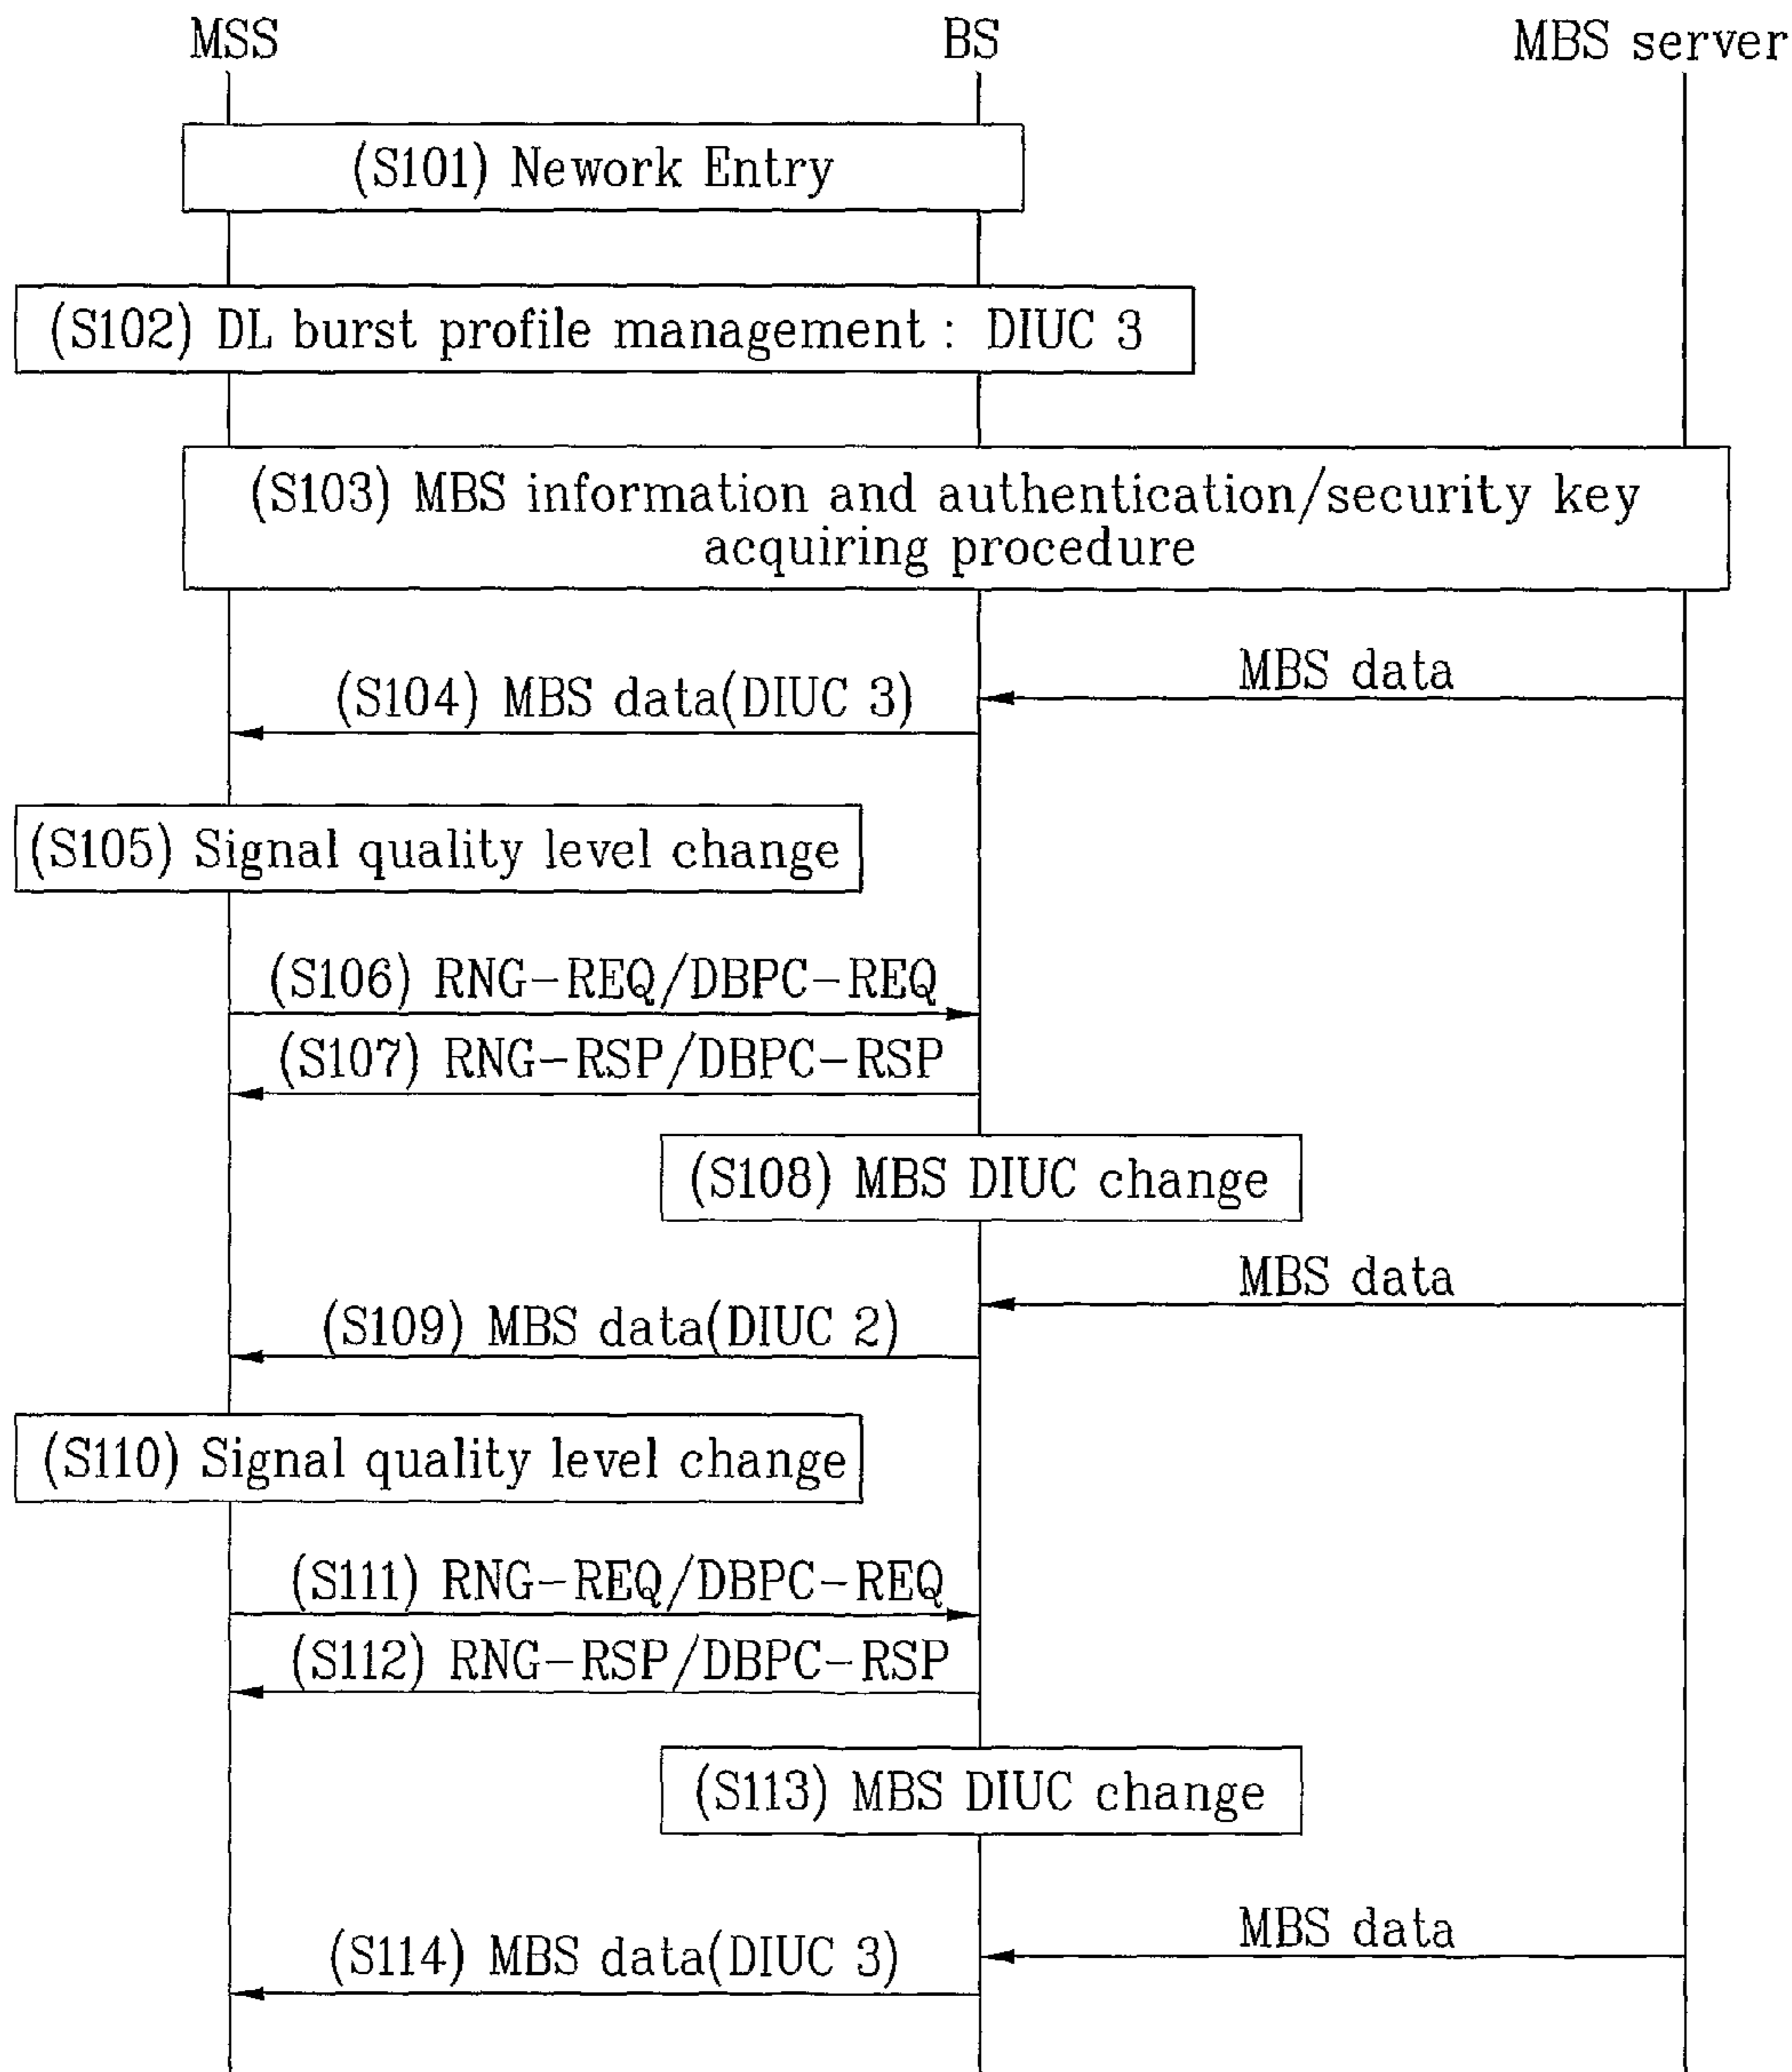 MSS
BS
MBS server
(S101) Nework Entry
(S102) DL burst profile management : DIUC 3
(S103) MBS information and authentication/security key
acquiring procedure
MBS data
(S104) MBS data(DIUC 3)
(S105) Signal quality level change
(S106) RNG-REQ/DBPC-REQ
(S107) RNG-RSP/DBPC-RSP
(S108) MBS DIUC change
MBS data
(S109) MBS data(DIUC 2)
(S110) Signal quality level change
(S111) RNG-REQ/DBPC-REQ
(S112) RNG-RSP/DBPC-RSP
(S113) MBS DIUC change
MBS data
(S114) MBS data(DIUC 3)